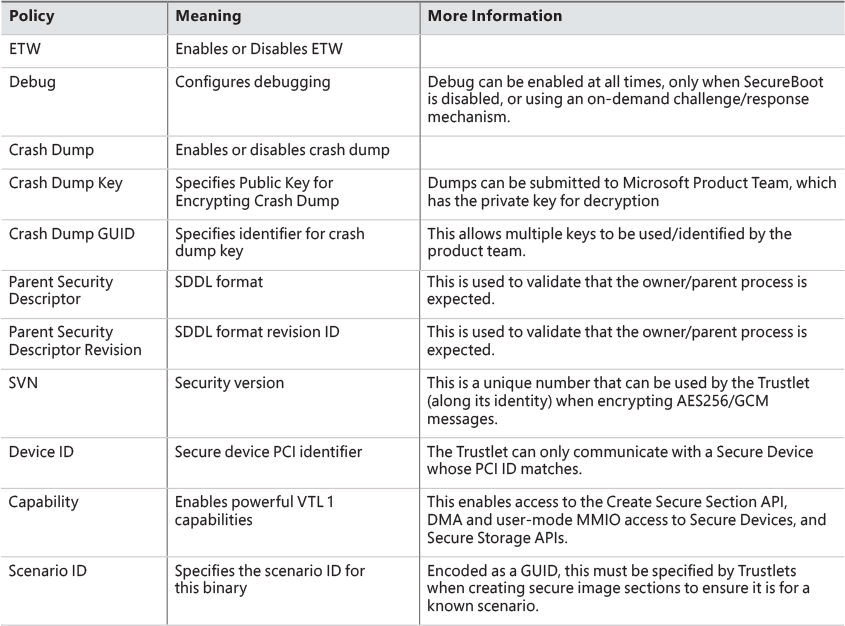 Policy Meaning More Information
ETW Enables or Disables ETW
Debug Configures debugging Debug can be enabled at all times, only when SecureBoot
is disabled, or using an on-demand challenge/response
mechanism.
Crash Dump Enables or disables crash dump
Crash Dump Key Specifies Public Key for Dumps can be submitted to Microsoft Product Team, which
Encrypting Crash Dump has the private key for decryption
Crash Dump GUID Specifies identifier for crash This allows multiple keys to be used/identified by the
dump key product team.
Parent Security SDDL format This is used to validate that the owner/parent process is
Descriptor expected.
Parent Security SDDL format revision ID This is used to validate that the owner/parent process is
Descriptor Revision expected.
SVN Security version This is a unique number that can be used by the Trustlet
(along its identity) when encrypting AES256/GCM
messages.
Device ID Secure device PCI identifier The Trustlet can only communicate with a Secure Device
whose PCI ID matches.
Capability Enables powerful VTL 1 This enables access to the Create Secure Section API,
capabilities DMA and user-mode MMIO access to Secure Devices, and
Secure Storage APIs.
Scenario ID Specifies the scenario ID for Encoded as a GUID, this must be specified by Trustlets
this binary when creating secure image sections to ensure it is for a
known scenario.